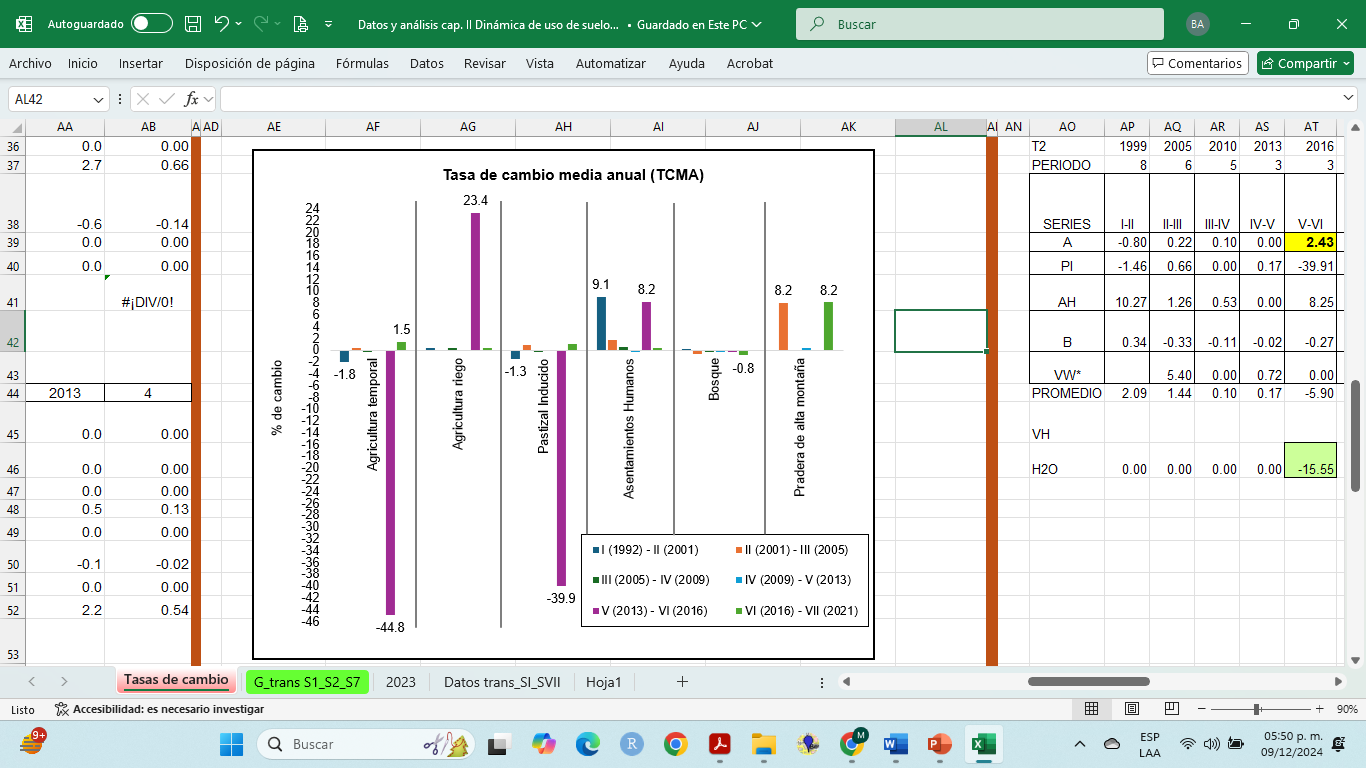 Autoguardado Datos y análisis cap. II Dinámica de uso de suelo... • Guardado en Este PC Buscar BA
Archivo Inicio Insertar Disposición de página Fórmulas Datos Revisar Vista Automatizar Ayuda Acrobat Comentarios Compartir
AL42 fx
AA AB A AD AE AF AG AH AI AJ AK AL AI AN AO AP AQ AR AS AT
36 0.0 0.00 T2 1999 2005 2010 2013 2016
37 2.7 0.66 PERIODO 8 6 5 3 3
38 -0.6 -0.14 SERIES I-II II-III III-IV IV-V V-VI
39 0.0 0.00 A -0.80 0.22 0.10 0.00 2.43
40 0.0 0.00 PI -1.46 0.66 0.00 0.17 -39.91
41 #¡DIV/0! AH 10.27 1.26 0.53 0.00 8.25
42 B 0.34 -0.33 -0.11 -0.02 -0.27
43 VW* 5.40 0.00 0.72 0.00
44 2013 4 PROMEDIO 2.09 1.44 0.10 0.17 -5.90
45 0.0 0.00 VH
46 0.0 0.00 H2O 0.00 0.00 0.00 0.00 -15.55
47 0.0 0.00
48 0.5 0.13
49 0.0 0.00
50 -0.1 -0.02
51 0.0 0.00
52 2.2 0.54
53
Tasa de cambio media anual (TCMA)
% de cambio
24
22
20
18
16
14
12
10
8
6
4
2
0
-2
-4
-6
-8
-10
-12
-14
-16
-18
-20
-22
-24
-26
-28
-30
-32
-34
-36
-38
-40
-42
-44
-46
-1.8
-44.8
1.5
23.4
-1.3
-39.9
9.1
8.2
-0.8
8.2
8.2
Agricultura temporal
Agricultura riego
Pastizal Inducido
Asentamientos Humanos
Bosque
Pradera de alta montaña
I (1992) - II (2001) II (2001) - III (2005)
III (2005) - IV (2009) IV (2009) - V (2013)
V (2013) - VI (2016) VI (2016) - VII (2021)
Tasas de cambio G_trans S1_S2_S7 2023 Datos trans_SI_SVII Hoja1
Listo Accesibilidad: es necesario investigar 90%
9+ Buscar R M ESP LAA 05:50 p. m. 09/12/2024